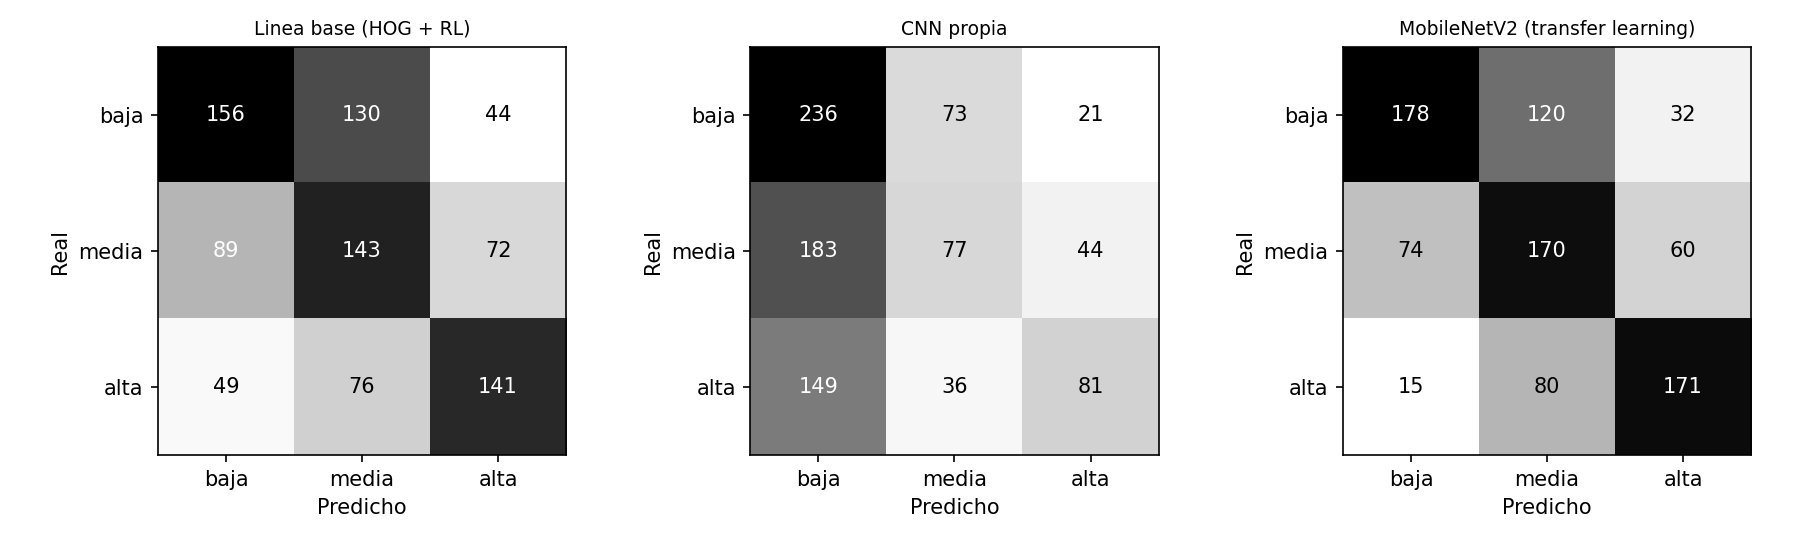 Linea base (HOG + RL)
Real
baja 156 130 44
media 89 143 72
alta 49 76 141
baja media alta
Predicho
CNN propia
Real
baja 236 73 21
media 183 77 44
alta 149 36 81
baja media alta
Predicho
MobileNetV2 (transfer learning)
Real
baja 178 120 32
media 74 170 60
alta 15 80 171
baja media alta
Predicho